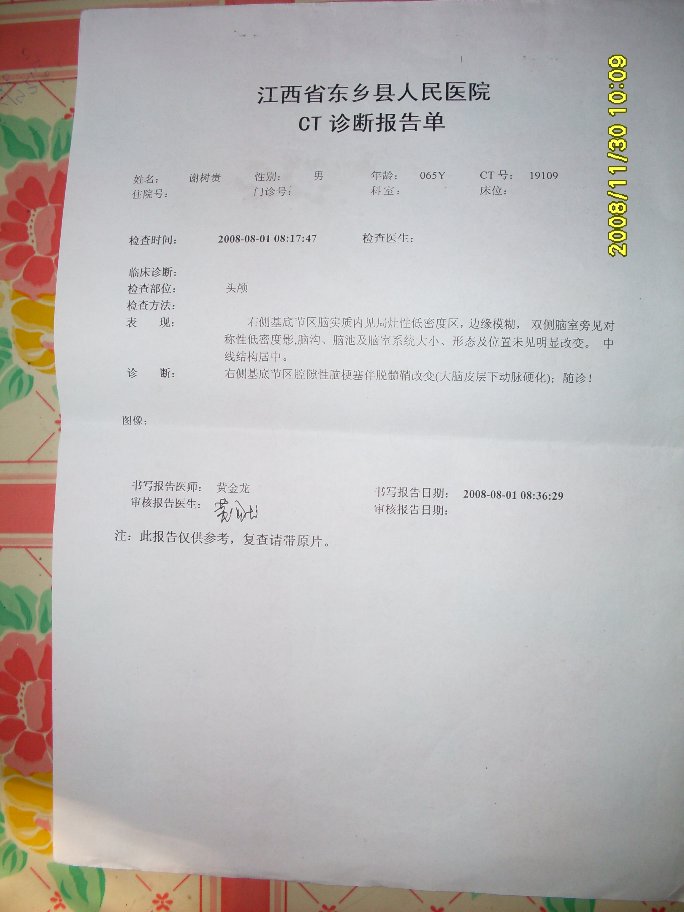 江西省东乡县人民医院
CT 诊断报告单
姓名： 谢树贵 性别： 男 年龄： 065Y CT 号： 19109
住院号： 门诊号： 科室： 床位：
检查时间： 2008-08-01 08:17:47 检查医生：
临床诊断：
检查部位： 头颅
检查方法：
表 现： 右侧基底节区脑实质内见局灶性低密度区，边缘模糊， 双侧脑室旁见对
称性低密度影,脑沟、脑池及脑室系统大小、形态及位置未见明显改变。 中
线结构居中。
诊 断： 右侧基底节区腔隙性脑梗塞伴脱髓鞘改变(大脑皮层下动脉硬化)；随诊！
图像：
书写报告医师： 黄金龙 书写报告日期： 2008-08-01 08:36:29
审核报告医生： 审核报告日期：
注：此报告仅供参考，复查请带原片。
2008/11/30 10:09